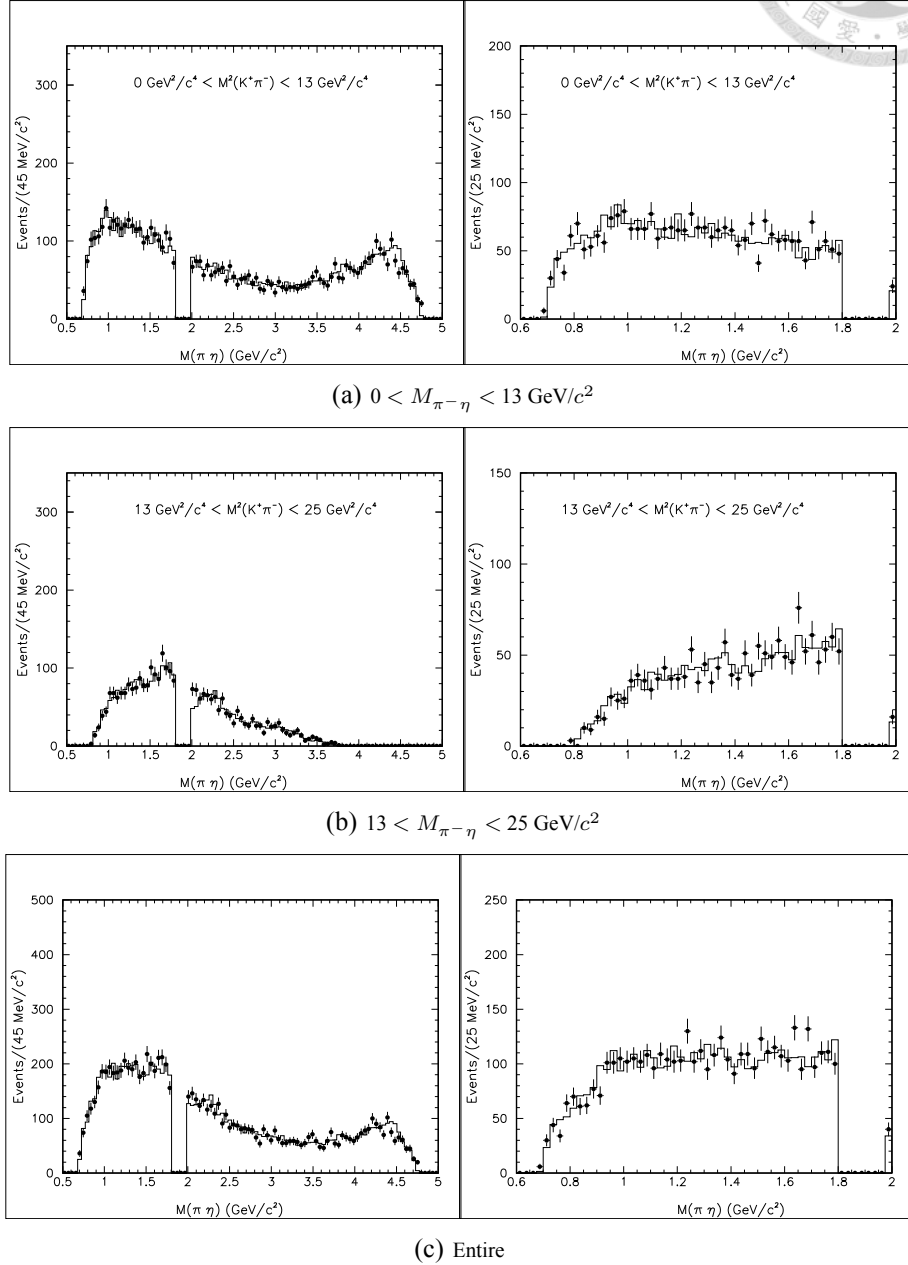 國 愛 · 學
0 GeV²/c⁴ < M²(K⁺π⁻) < 13 GeV²/c⁴
Events/(45 MeV/c²)
300
200
100
0
0.5 1 1.5 2 2.5 3 3.5 4 4.5 5
M(π η) (GeV/c²)
0 GeV²/c⁴ < M²(K⁺π⁻) < 13 GeV²/c⁴
Events/(25 MeV/c²)
200
150
100
50
0
0.6 0.8 1 1.2 1.4 1.6 1.8 2
M(π η) (GeV/c²)
(a) 0 < M_{π⁻η} < 13 GeV/c²
13 GeV²/c⁴ < M²(K⁺π⁻) < 25 GeV²/c⁴
Events/(45 MeV/c²)
300
200
100
0
0.5 1 1.5 2 2.5 3 3.5 4 4.5 5
M(π η) (GeV/c²)
13 GeV²/c⁴ < M²(K⁺π⁻) < 25 GeV²/c⁴
Events/(25 MeV/c²)
150
100
50
0
0.6 0.8 1 1.2 1.4 1.6 1.8 2
M(π η) (GeV/c²)
(b) 13 < M_{π⁻η} < 25 GeV/c²
Events/(45 MeV/c²)
500
400
300
200
100
0
0.5 1 1.5 2 2.5 3 3.5 4 4.5 5
M(π η) (GeV/c²)
Events/(25 MeV/c²)
250
200
150
100
50
0
0.6 0.8 1 1.2 1.4 1.6 1.8 2
M(π η) (GeV/c²)
(c) Entire